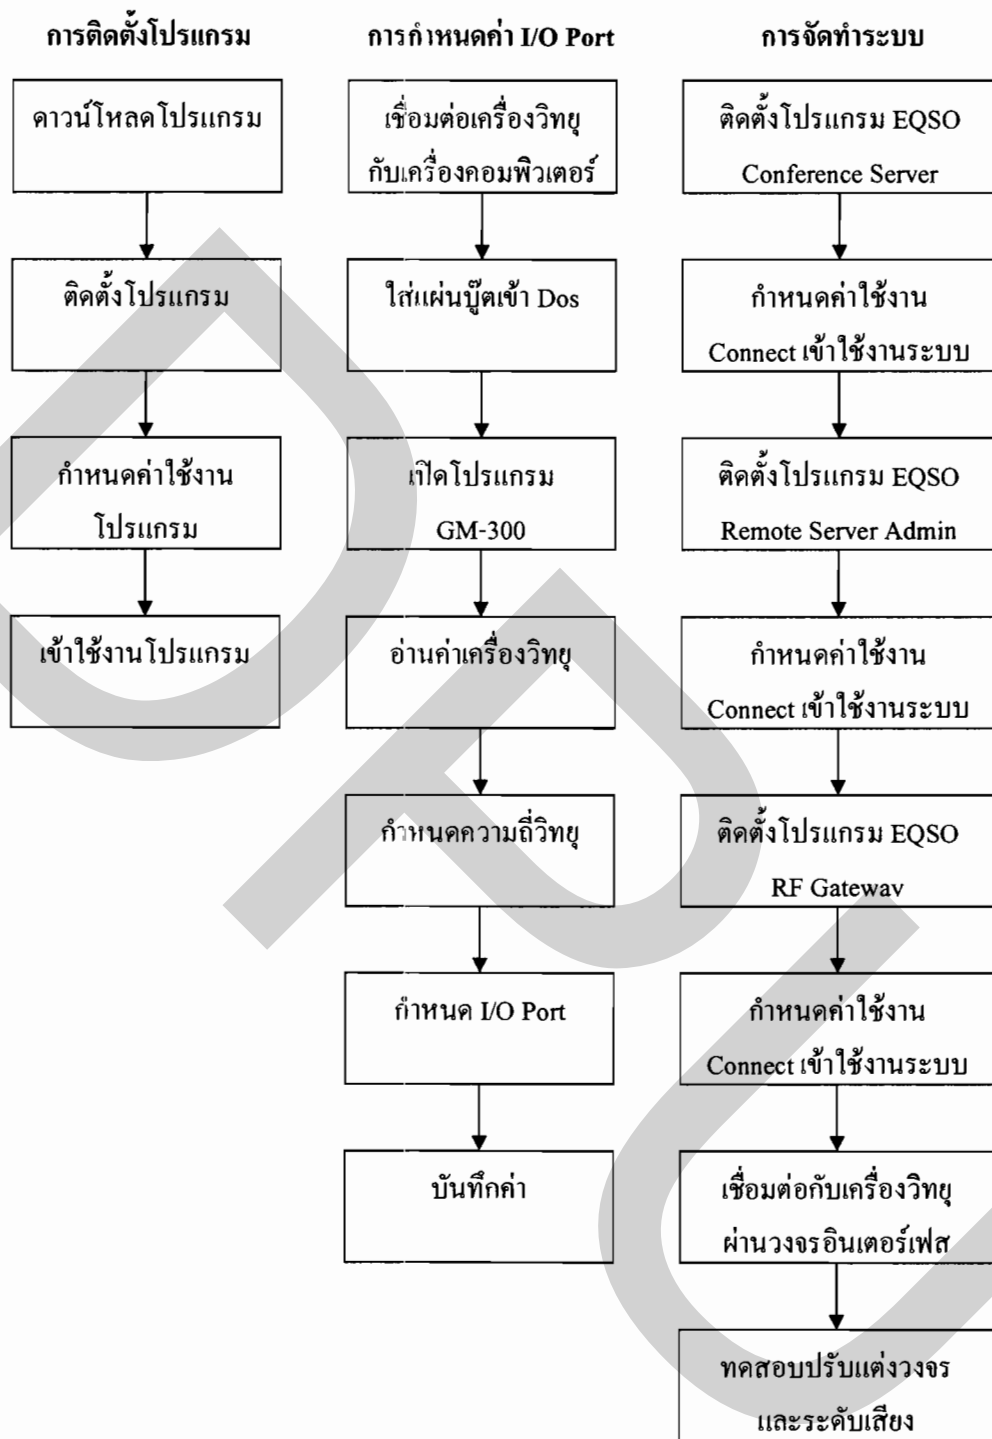 การติดตั้งโปรแกรม
ดาวน์โหลดโปรแกรม
ติดตั้งโปรแกรม
กำหนดค่าใช้งาน
โปรแกรม
เข้าใช้งานโปรแกรม
การกำหนดค่า I/O Port
เชื่อมต่อเครื่องวิทยุ
กับเครื่องคอมพิวเตอร์
ใส่แผ่นบู๊ตเข้า Dos
เปิดโปรแกรม
GM-300
อ่านค่าเครื่องวิทยุ
กำหนดความถี่วิทยุ
กำหนด I/O Port
บันทึกค่า
การจัดทำระบบ
ติดตั้งโปรแกรม EQSO
Conference Server
กำหนดค่าใช้งาน
Connect เข้าใช้งานระบบ
ติดตั้งโปรแกรม EQSO
Remote Server Admin
กำหนดค่าใช้งาน
Connect เข้าใช้งานระบบ
ติดตั้งโปรแกรม EQSO
RF Gateway
กำหนดค่าใช้งาน
Connect เข้าใช้งานระบบ
เชื่อมต่อกับเครื่องวิทยุ
ผ่านวงจรอินเตอร์เฟส
ทดสอบปรับแต่งวงจร
และระดับเสียง
DPU